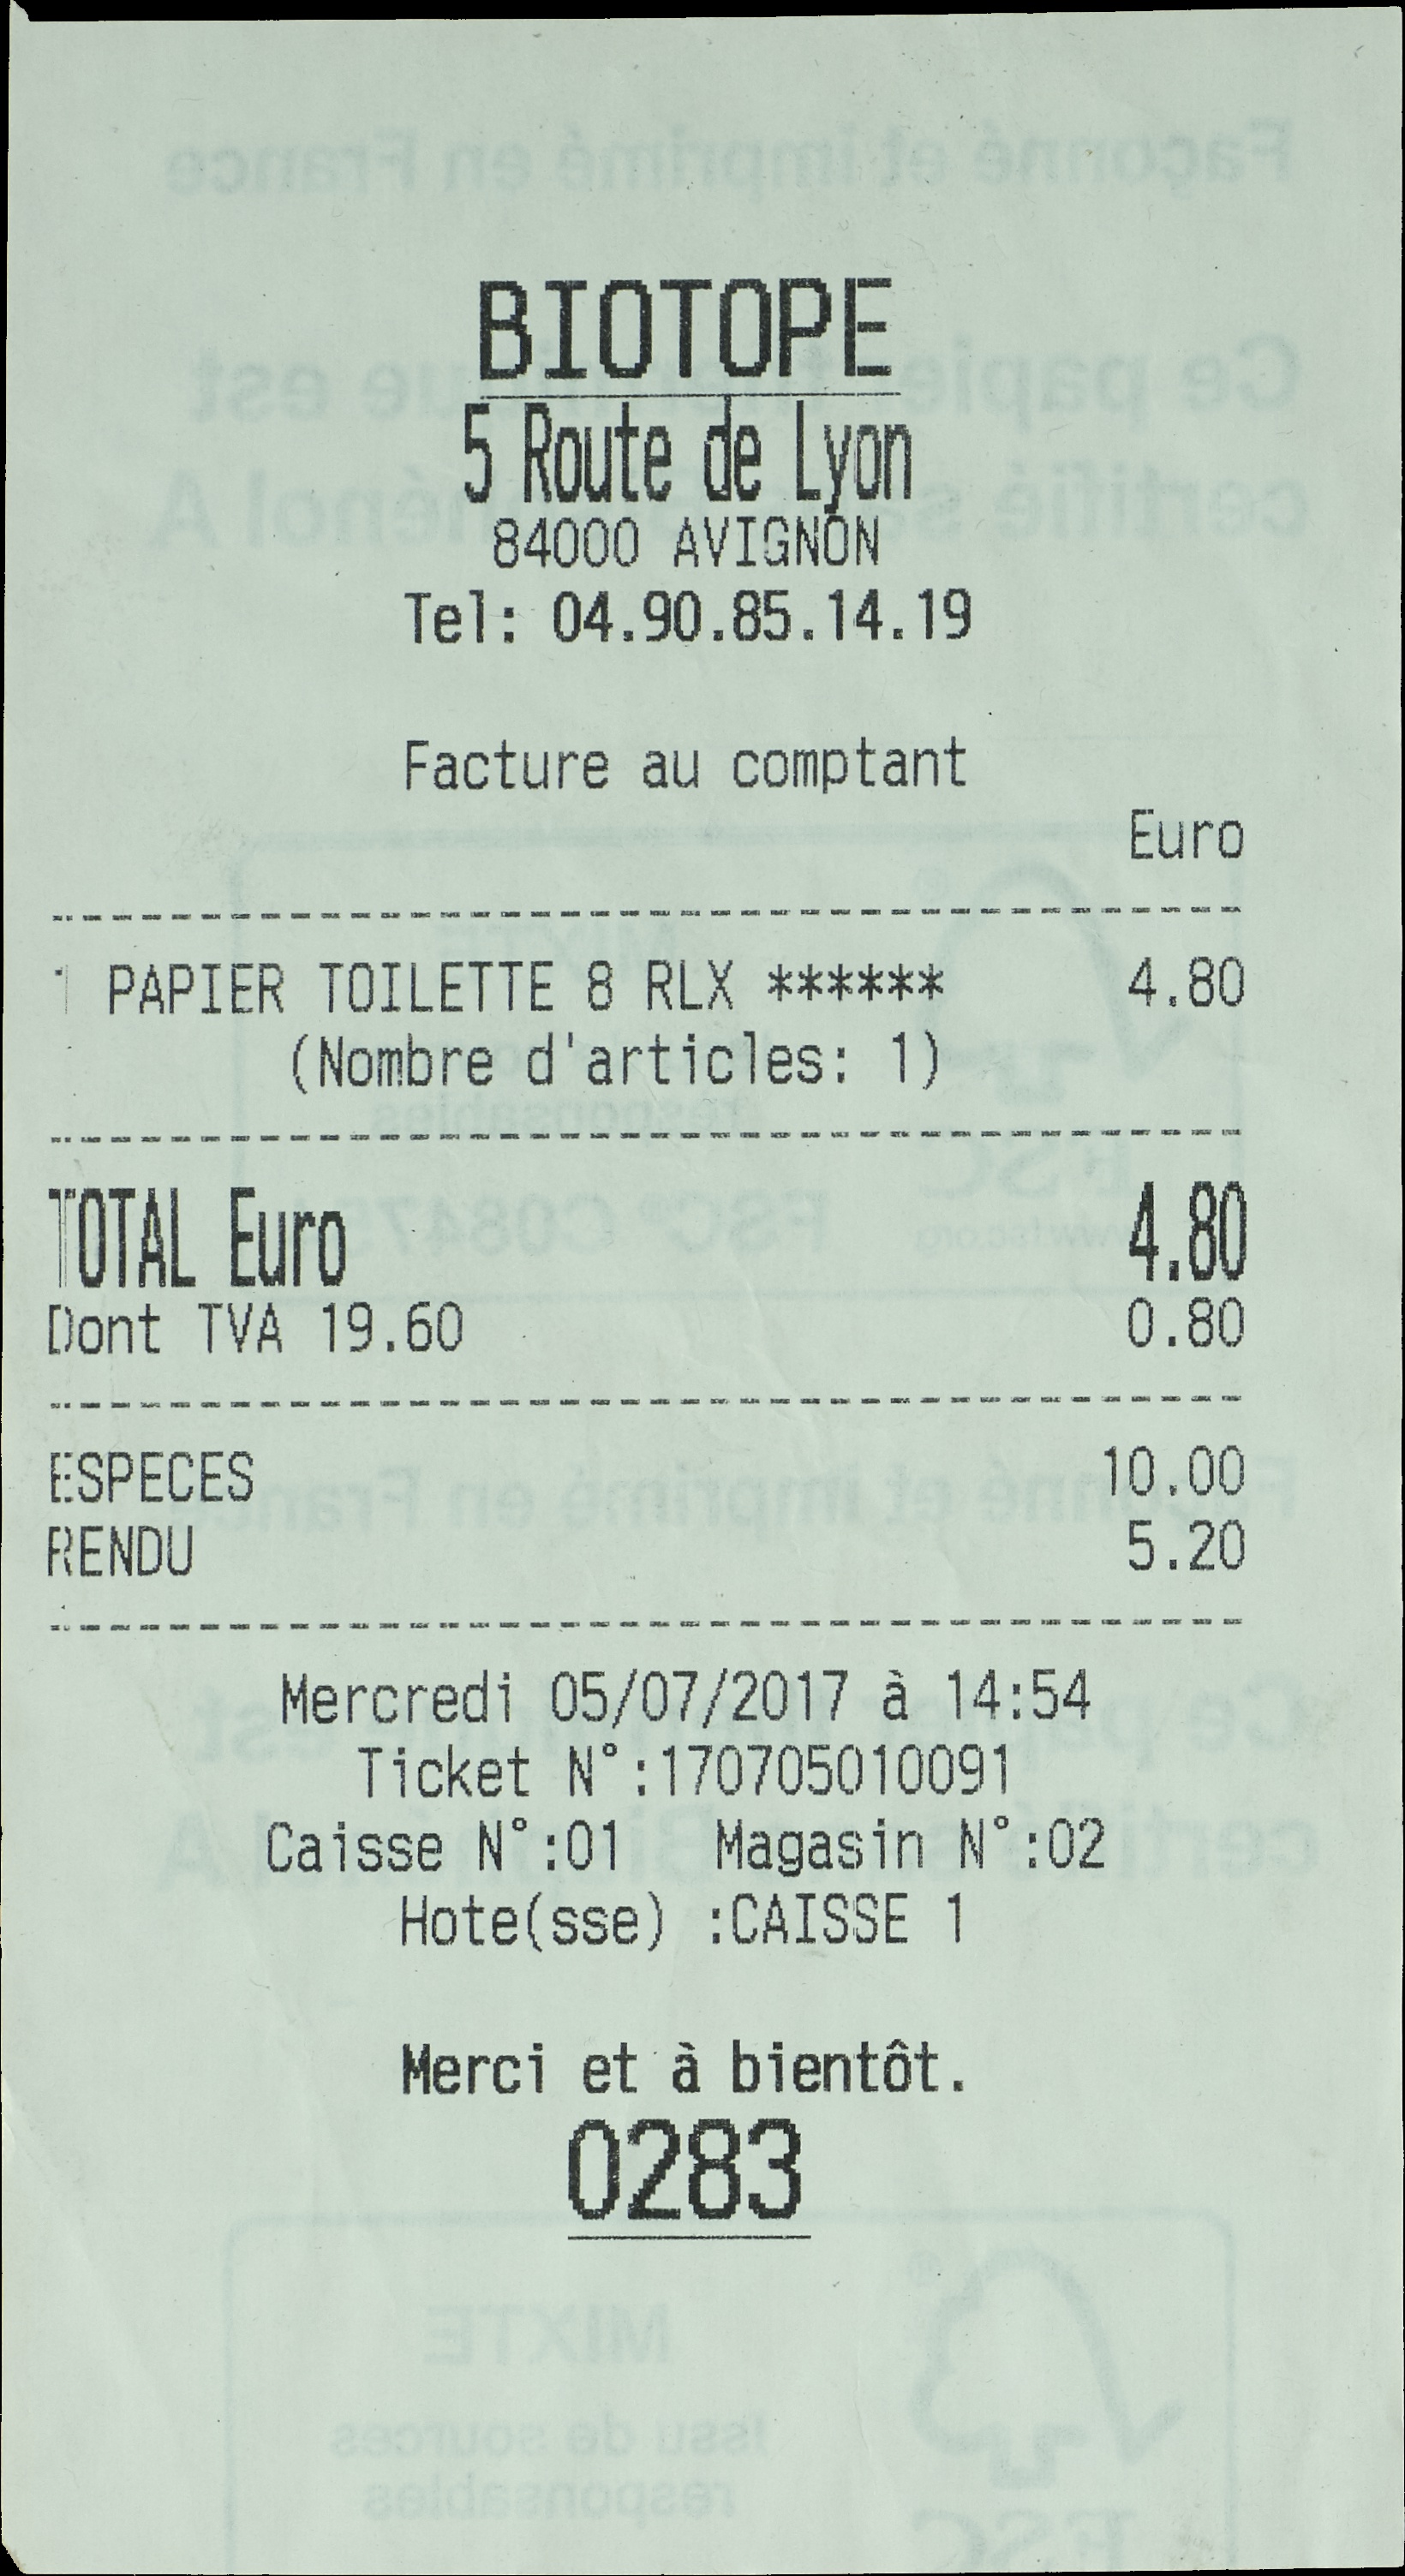 BIOTOPE
5 Route de Lyon
84000 AVIGNON
Tel: 04.90.85.14.19
Facture au comptant
Euro
1 PAPIER TOILETTE 8 RLX ****** 4.80
(Nombre d'articles: 1)
TOTAL Euro 4.80
Dont TVA 19.60 0.80
ESPECES 10.00
RENDU 5.20
Mercredi 05/07/2017 à 14:54
Ticket N°:170705010091
Caisse N°:01 Magasin N°:02
Hote(sse) :CAISSE 1
Merci et à bientôt.
0283